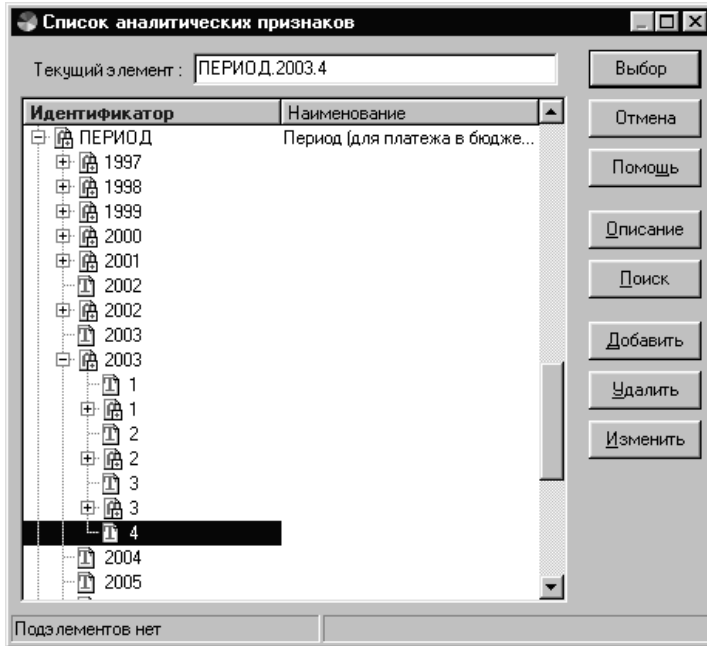 Список аналитических признаков
Текущий элемент : ПЕРИОД.2003.4
Выбор
Отмена
Помощь
Описание
Поиск
Добавить
Удалить
Изменить
Идентификатор Наименование
ПЕРИОД Период (для платежа в бюдже...
1997
1998
1999
2000
2001
2002
2002
2003
2003
1
1
2
2
3
3
4
2004
2005
Подэлементов нет